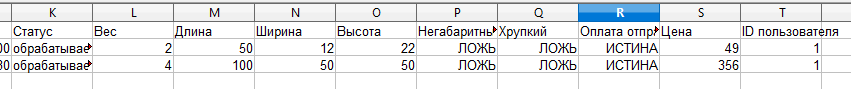 K L M N O P Q R S T
Статус Вес Длина Ширина Высота Негабаритны Хрупкий Оплата отпр Цена ID пользователя
00 обрабатывае 2 50 12 22 ЛОЖЬ ЛОЖЬ ИСТИНА 49 1
30 обрабатывае 4 100 50 50 ЛОЖЬ ЛОЖЬ ИСТИНА 356 1